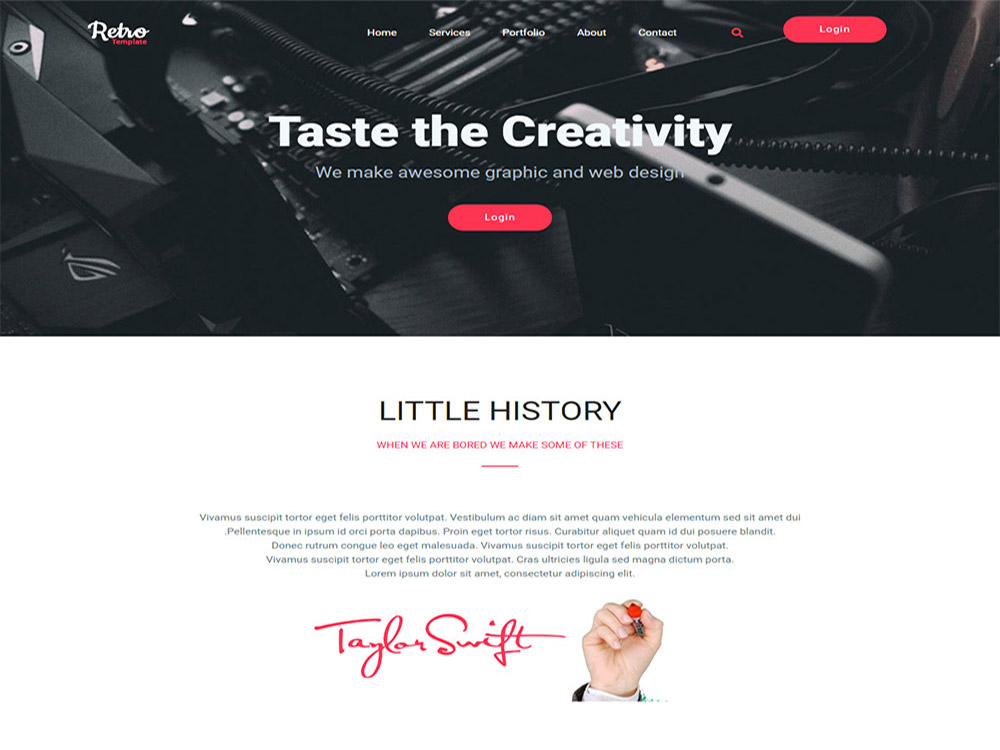 Retro
Template
Home Services Portfolio About Contact Login
Taste the Creativity
We make awesome graphic and web design
Login
LITTLE HISTORY
WHEN WE ARE BORED WE MAKE SOME OF THESE
Vivamus suscipit tortor eget felis porttitor volutpat. Vestibulum ac diam sit amet quam vehicula elementum sed sit amet dui
.Pellentesque in ipsum id orci porta dapibus. Proin eget tortor risus. Curabitur aliquet quam id dui posuere blandit.
Donec rutrum congue leo eget malesuada. Vivamus suscipit tortor eget felis porttitor volutpat.
Vivamus suscipit tortor eget felis porttitor volutpat. Cras ultricies ligula sed magna dictum porta.
Lorem ipsum dolor sit amet, consectetur adipiscing elit.
Taylor Swift